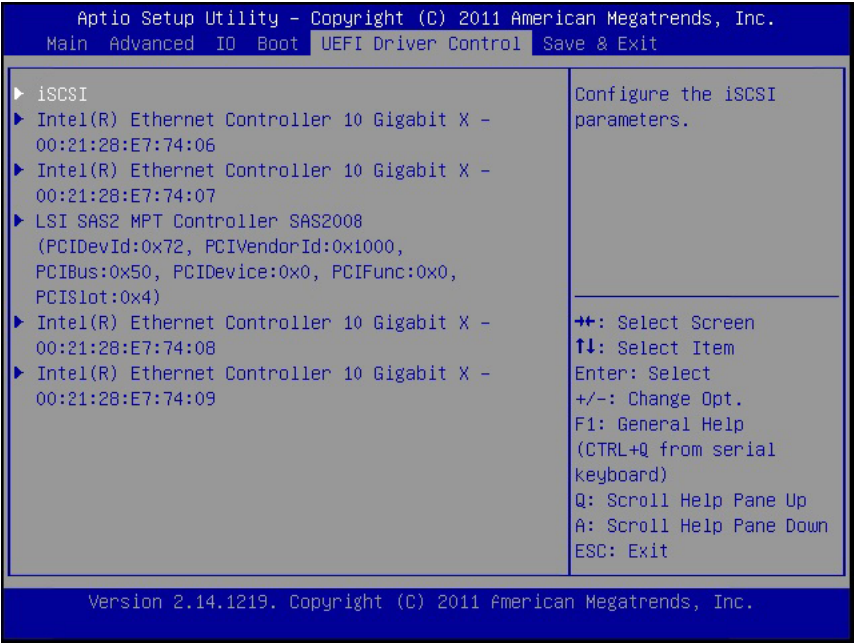 Aptio Setup Utility – Copyright (C) 2011 American Megatrends, Inc.
Main Advanced IO Boot UEFI Driver Control Save & Exit
▶ iSCSI
▶ Intel(R) Ethernet Controller 10 Gigabit X –
00:21:28:E7:74:06
▶ Intel(R) Ethernet Controller 10 Gigabit X –
00:21:28:E7:74:07
▶ LSI SAS2 MPT Controller SAS2008
(PCIDevId:0x72, PCIVendorId:0x1000,
PCIBus:0x50, PCIDevice:0x0, PCIFunc:0x0,
PCISlot:0x4)
▶ Intel(R) Ethernet Controller 10 Gigabit X –
00:21:28:E7:74:08
▶ Intel(R) Ethernet Controller 10 Gigabit X –
00:21:28:E7:74:09
Configure the iSCSI
parameters.
→←: Select Screen
↑↓: Select Item
Enter: Select
+/-: Change Opt.
F1: General Help
(CTRL+Q from serial
keyboard)
Q: Scroll Help Pane Up
A: Scroll Help Pane Down
ESC: Exit
Version 2.14.1219. Copyright (C) 2011 American Megatrends, Inc.